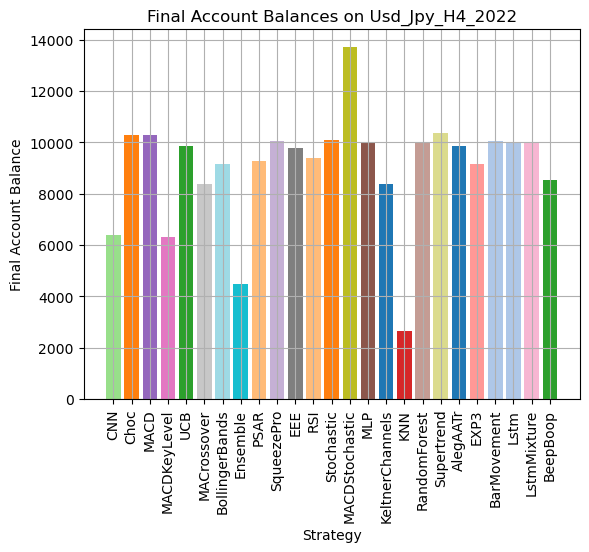 Final Account Balances on Usd_Jpy_H4_2022
Final Account Balance
14000
12000
10000
8000
6000
4000
2000
0
CNN
Choc
MACD
MACDKeyLevel
UCB
MACrossover
BollingerBands
Ensemble
PSAR
SqueezePro
EEE
RSI
Stochastic
MACDStochastic
MLP
KeltnerChannels
KNN
RandomForest
Supertrend
AlegAATr
EXP3
BarMovement
Lstm
LstmMixture
BeepBoop
Strategy